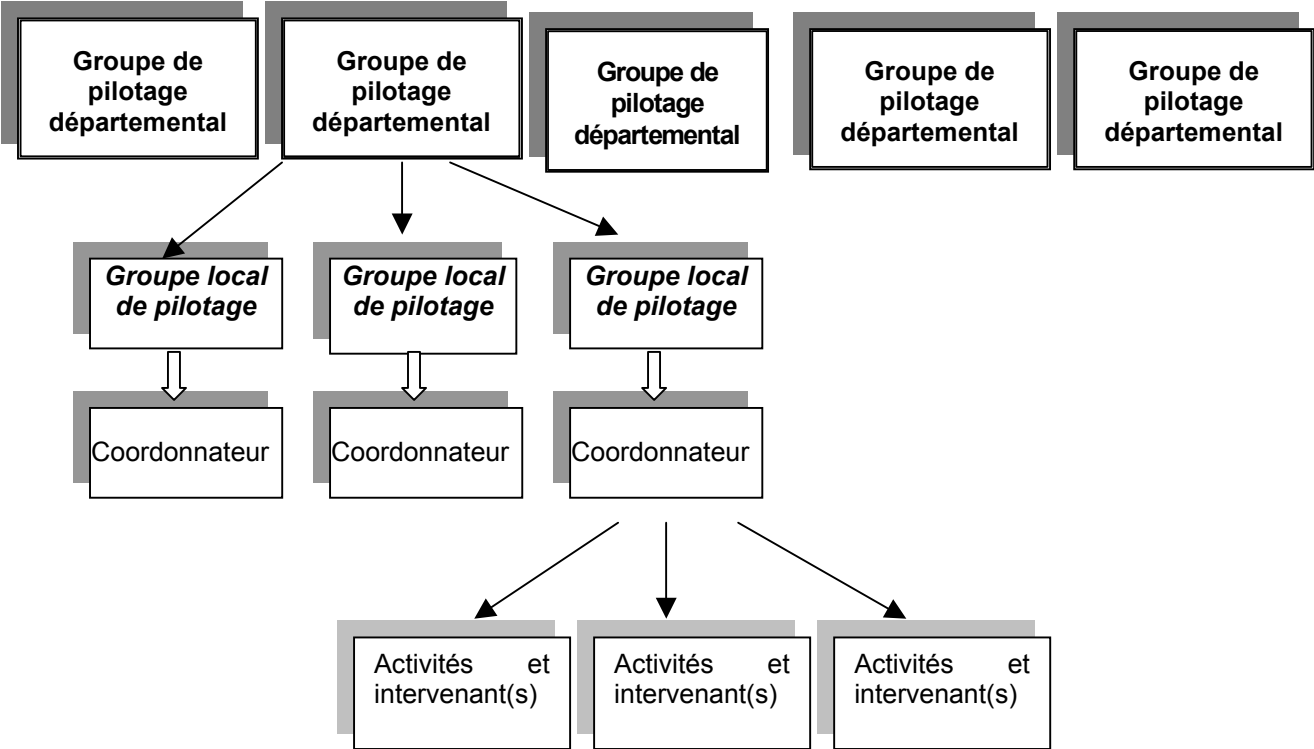 Groupe de
pilotage
départemental
Groupe de
pilotage
départemental
Groupe de
pilotage
départemental
Groupe de
pilotage
départemental
Groupe de
pilotage
départemental
Groupe local
de pilotage
Groupe local
de pilotage
Groupe local
de pilotage
Coordonnateur
Coordonnateur
Coordonnateur
Activités et
intervenant(s)
Activités et
intervenant(s)
Activités et
intervenant(s)